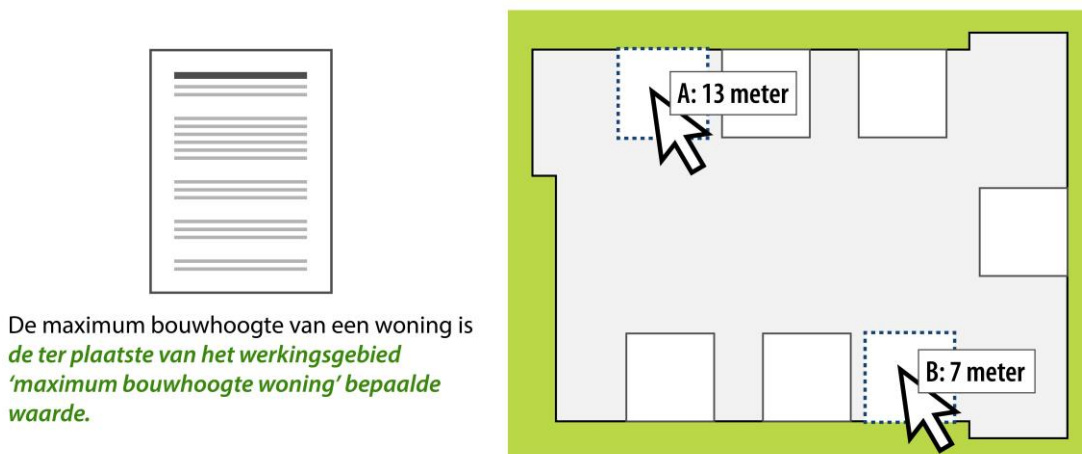 De maximum bouwhoogte van een woning is
de ter plaatste van het werkingsgebied
‘maximum bouwhoogte woning’ bepaalde
waarde.
A: 13 meter
B: 7 meter